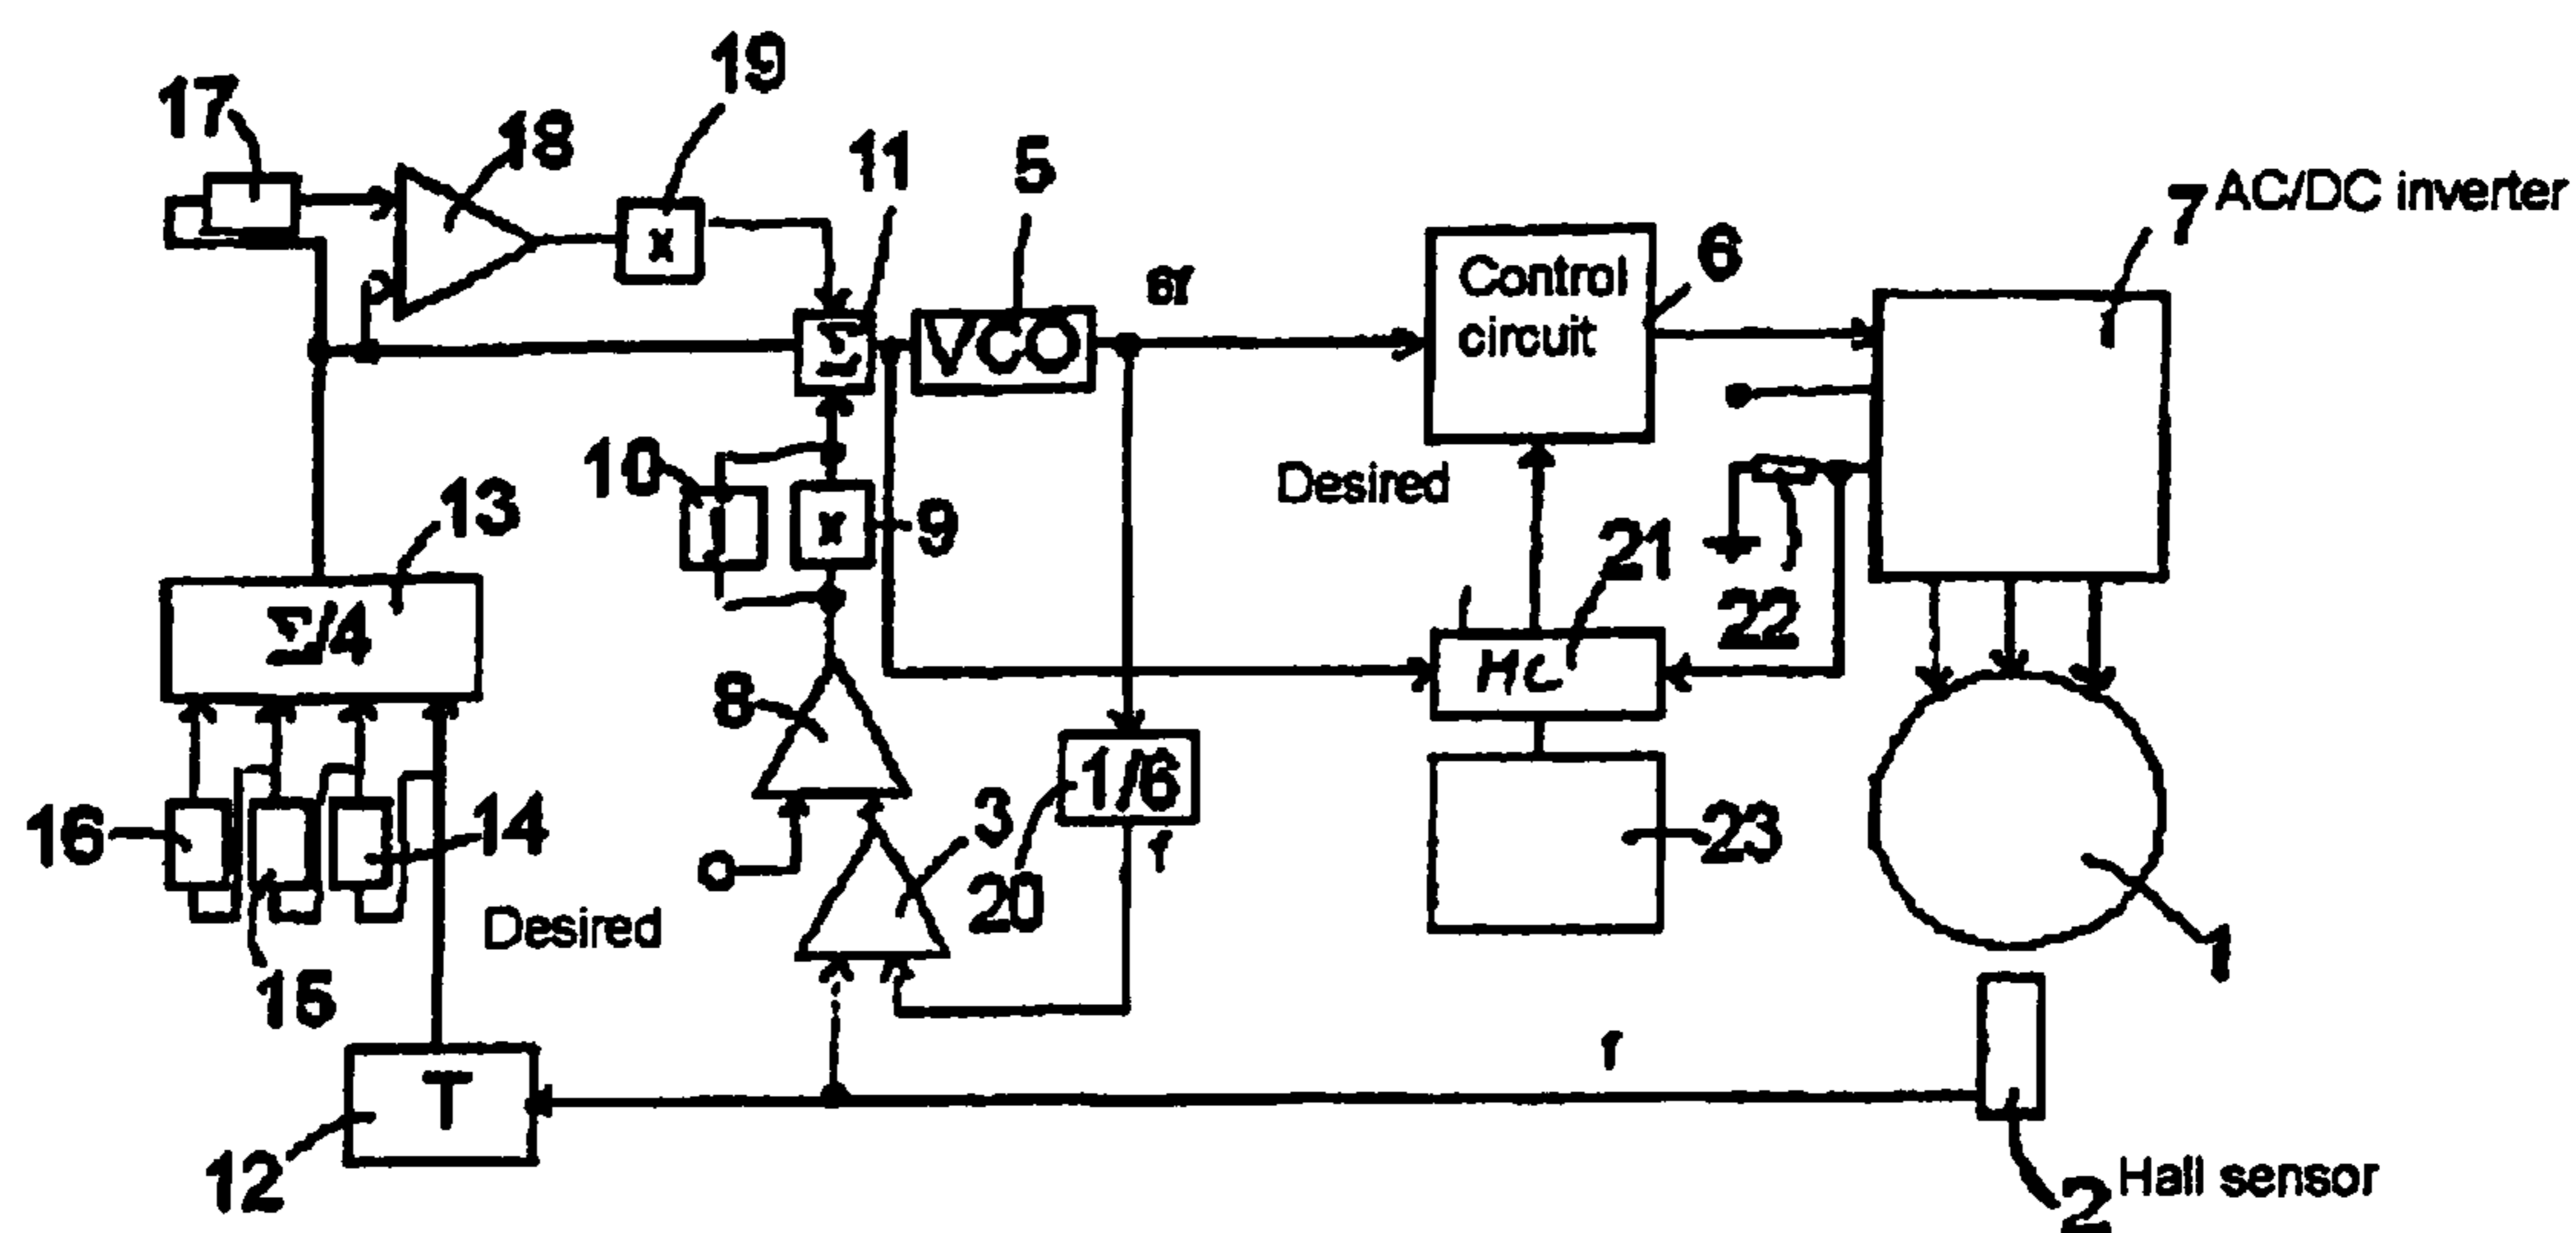 19
17
18
11
5
7 AC/DC inverter
6
Control
circuit
x
Σ
VCO
6f
10
Desired
13
x
9
21
Σ/4
22
HC
8
1/6
3
16
14
23
20
f
Desired
15
1
f
T
12
2 Hall sensor